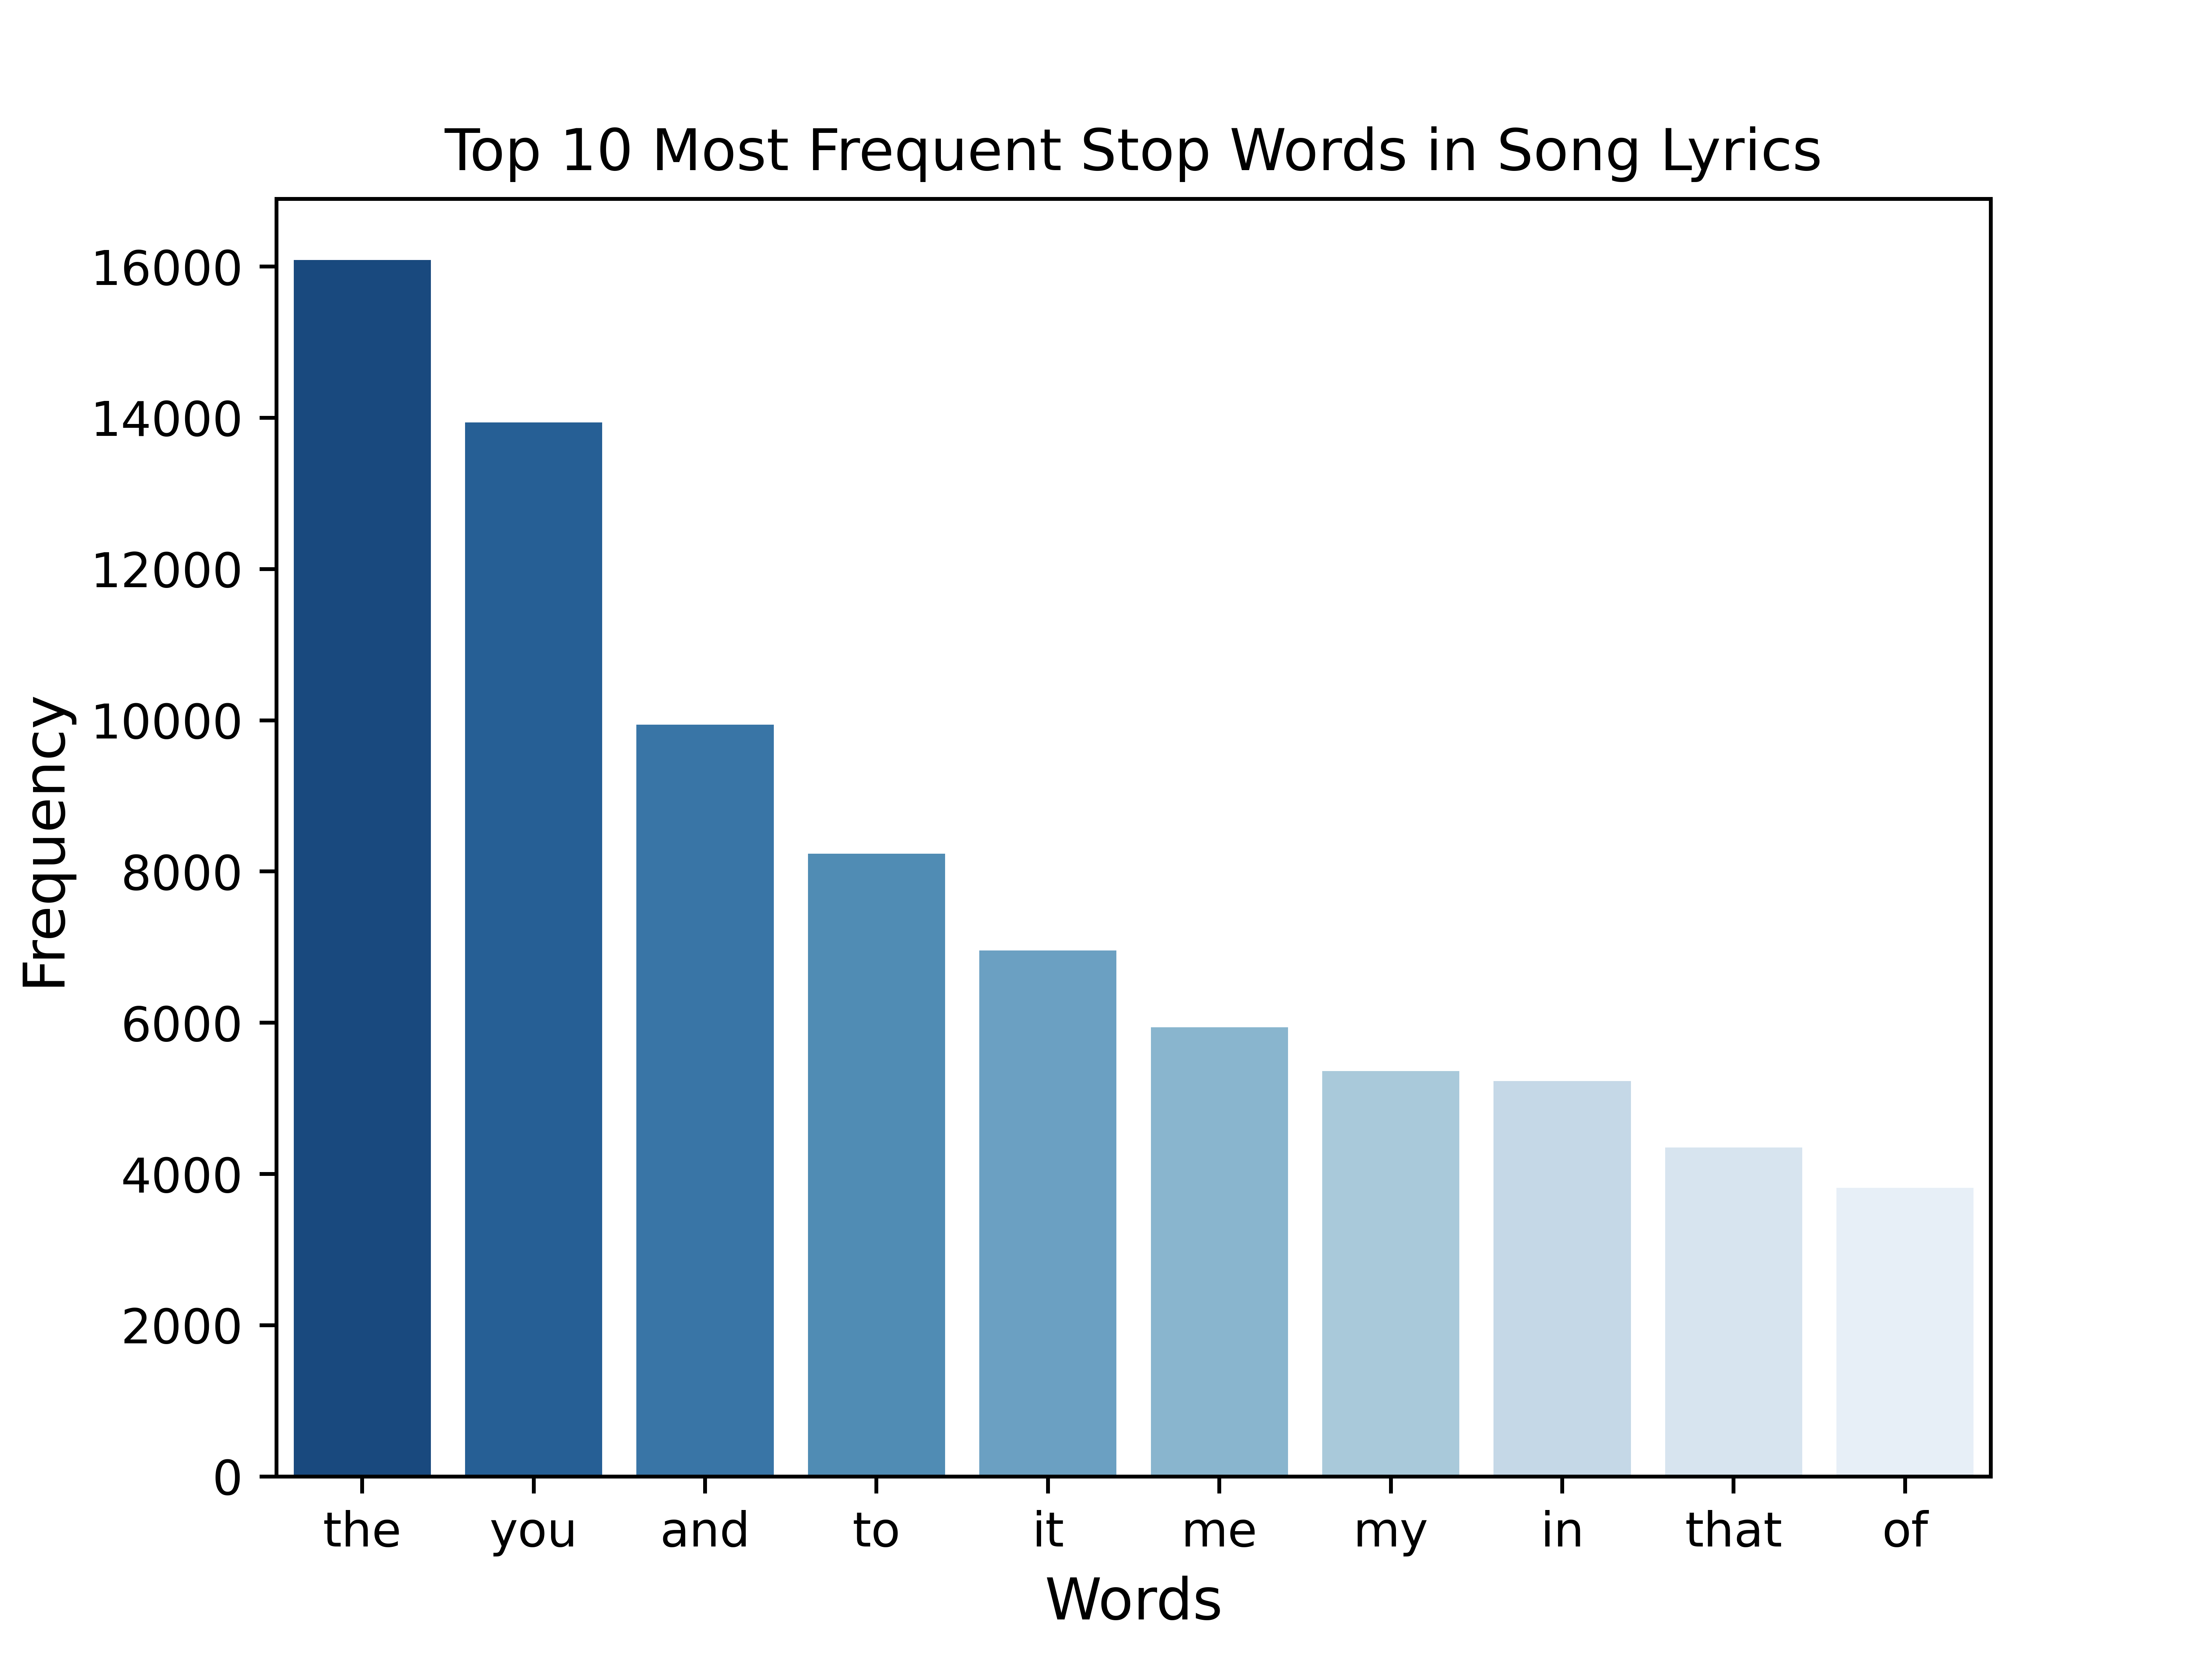 Top 10 Most Frequent Stop Words in Song Lyrics
Frequency
16000
14000
12000
10000
8000
6000
4000
2000
0
the you and to it me my in that of
Words